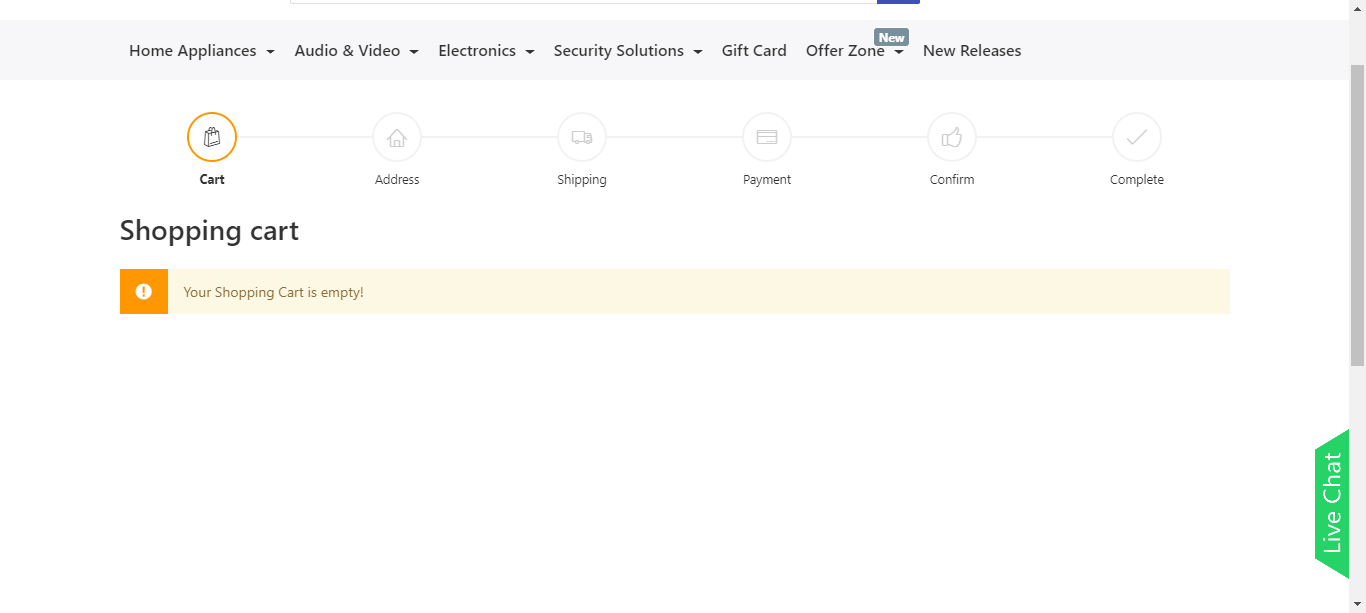 New
Home Appliances Audio & Video Electronics Security Solutions Gift Card Offer Zone New Releases
Cart Address Shipping Payment Confirm Complete
Shopping cart
Your Shopping Cart is empty!
Live Chat